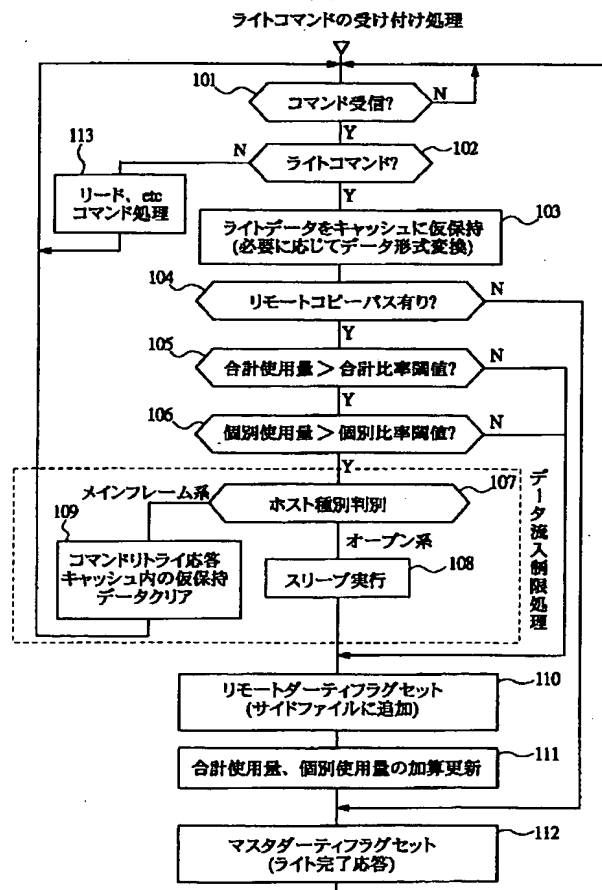 ライトコマンドの受け付け処理
101
コマンド受信?
N
Y
113
N
ライトコマンド?
102
リード、etc
コマンド処理
Y
ライトデータをキャッシュに仮保持
(必要に応じてデータ形式変換)
103
104
リモートコピーパス有り?
N
Y
105
合計使用量>合計比率閾値?
N
Y
106
個別使用量>個別比率閾値?
N
Y
メインフレーム系
ホスト種別判別
107
109
オープン系
コマンドリトライ応答
キャッシュ内の仮保持
データクリア
スリープ実行
108
データ流入制限処理
リモートダーティフラグセット
(サイドファイルに追加)
110
合計使用量、個別使用量の加算更新
111
マスタダーティフラグセット
(ライト完了応答)
112